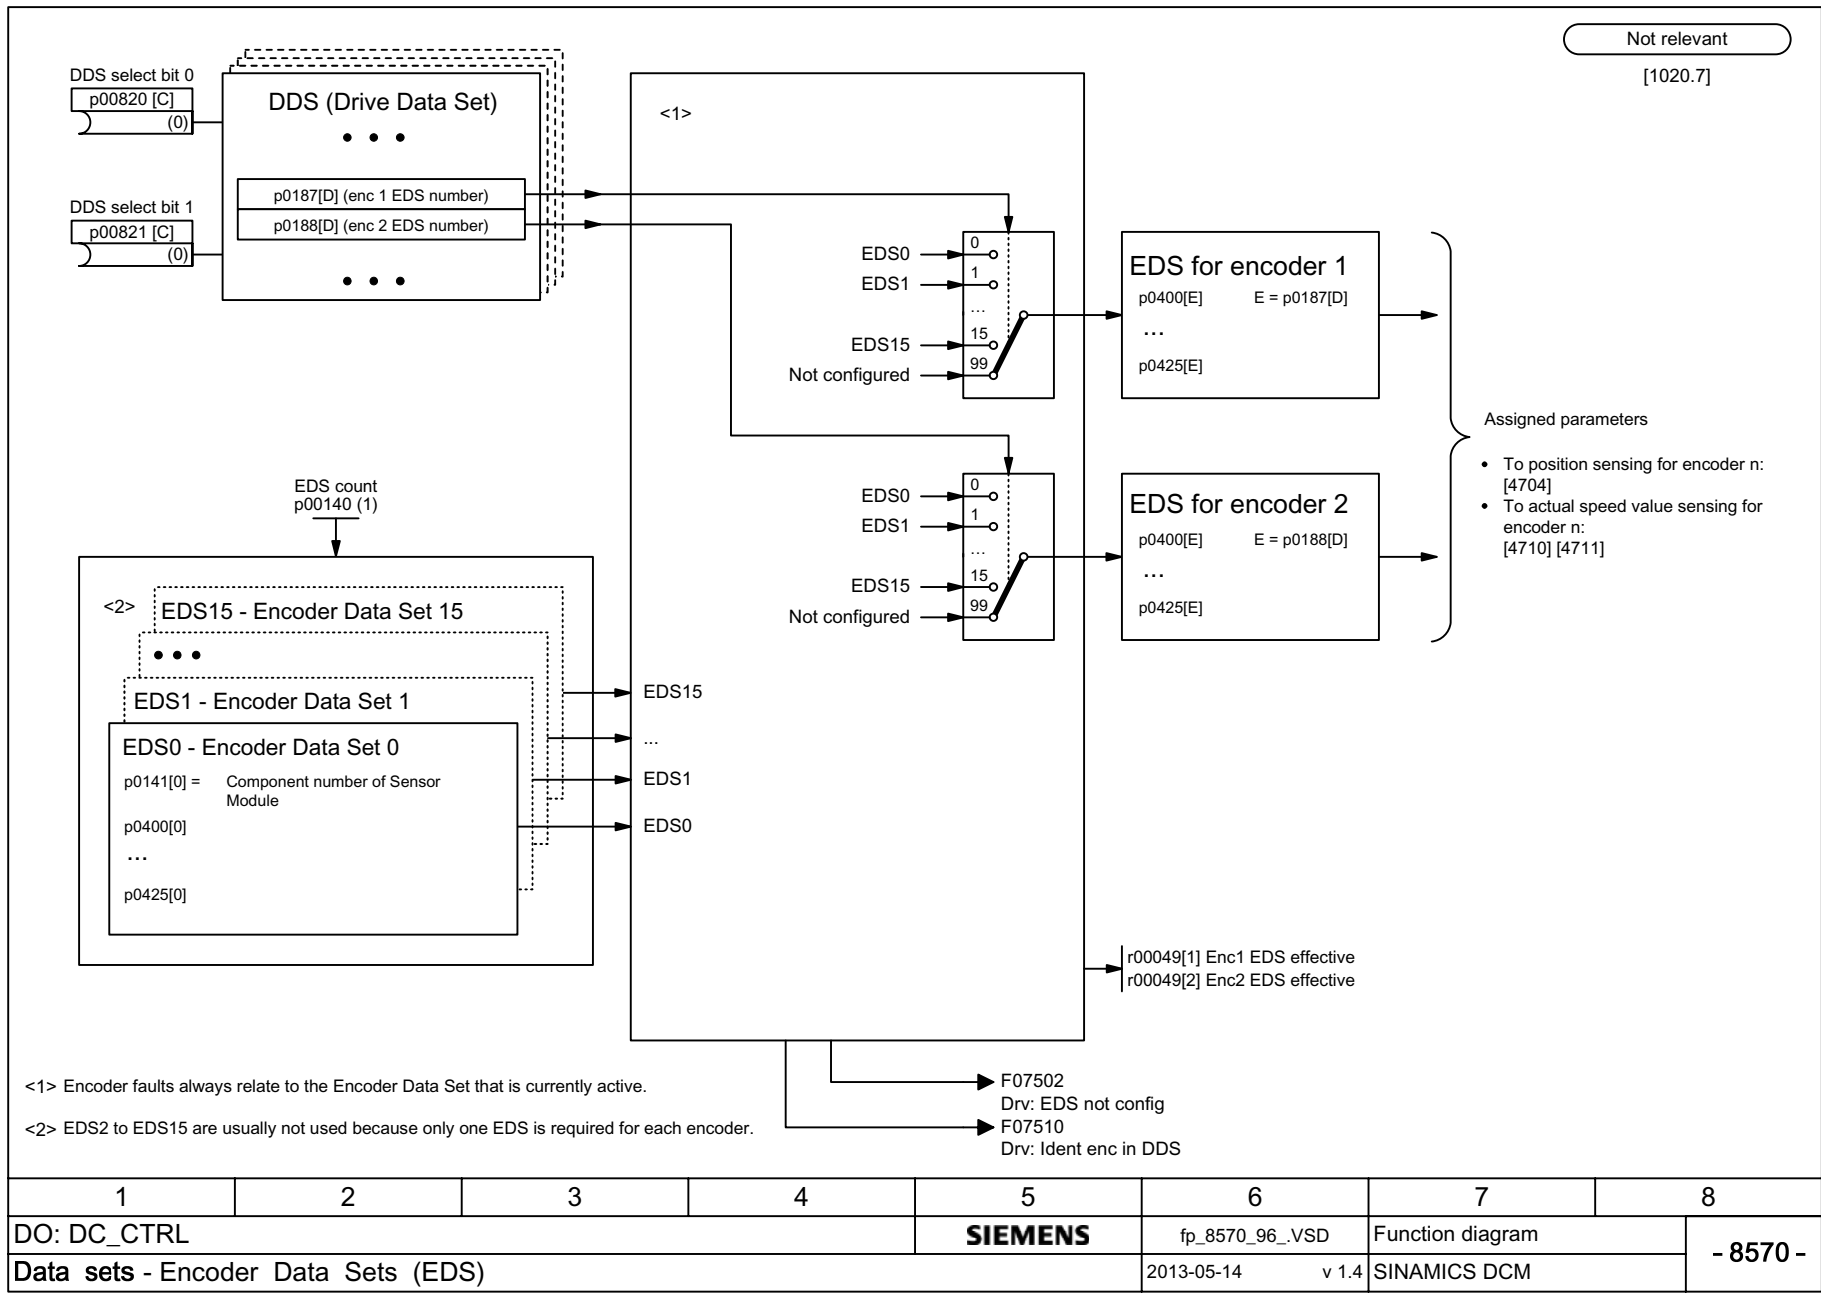 Not relevant
[1020.7]
DDS select bit 0
p00820 [C]
(0)
DDS select bit 1
p00821 [C]
(0)
DDS (Drive Data Set)
• • •
p0187[D] (enc 1 EDS number)
p0188[D] (enc 2 EDS number)
• • •
<1>
EDS0
EDS1
EDS15
Not configured
0
1
...
15
99
EDS for encoder 1
p0400[E] E = p0187[D]
...
p0425[E]
EDS0
EDS1
EDS15
Not configured
0
1
...
15
99
EDS for encoder 2
p0400[E] E = p0188[D]
...
p0425[E]
Assigned parameters
• To position sensing for encoder n:
[4704]
• To actual speed value sensing for
encoder n:
[4710] [4711]
EDS count
p00140 (1)
<2>
EDS15 - Encoder Data Set 15
• • •
EDS1 - Encoder Data Set 1
EDS0 - Encoder Data Set 0
p0141[0] = Component number of Sensor
Module
p0400[0]
...
p0425[0]
EDS15
...
EDS1
EDS0
r00049[1] Enc1 EDS effective
r00049[2] Enc2 EDS effective
F07502
Drv: EDS not config
F07510
Drv: Ident enc in DDS
<1> Encoder faults always relate to the Encoder Data Set that is currently active.
<2> EDS2 to EDS15 are usually not used because only one EDS is required for each encoder.
1 2 3 4 5 6 7 8
DO: DC_CTRL SIEMENS fp_8570_96_.VSD Function diagram
- 8570 -
Data sets - Encoder Data Sets (EDS) 2013-05-14 v 1.4 SINAMICS DCM